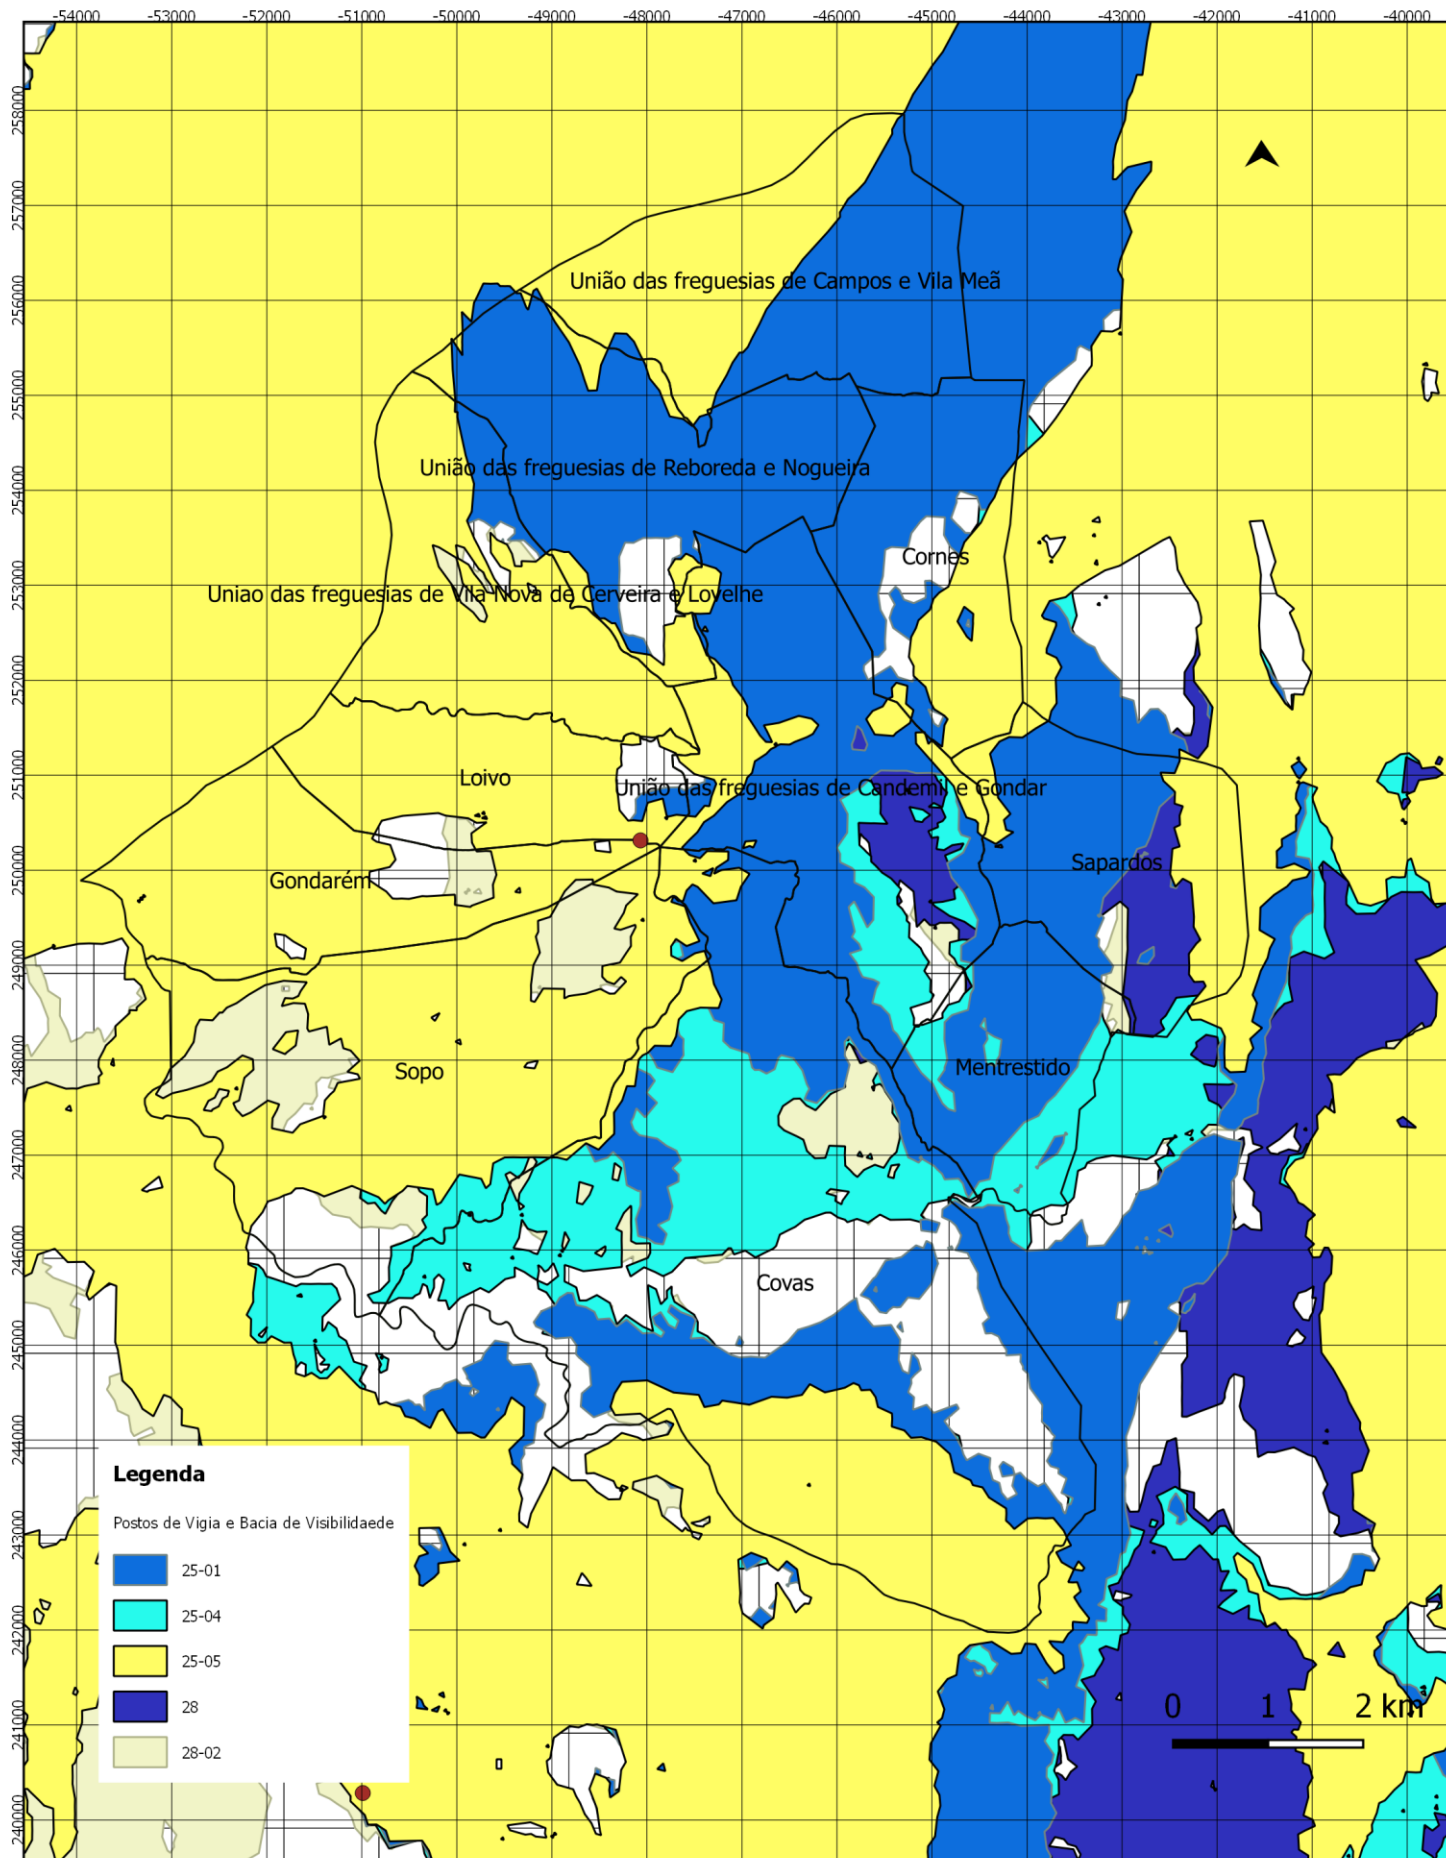 -54000 -53000 -52000 -51000 -50000 -49000 -48000 -47000 -46000 -45000 -44000 -43000 -42000 -41000 -40000
258000
257000
256000
255000
254000
253000
252000
251000
250000
249000
248000
247000
246000
245000
244000
243000
242000
241000
240000
União das freguesias de Campos e Vila Meã
União das freguesias de Reboreda e Nogueira
Cornes
Uniao das freguesias de Vila Nova de Cerveira e Lovelhe
Loivo
União das freguesias de Candemil e Gondar
Sapardos
Gondarém
Mentrestido
Sopo
Covas
Legenda
Postos de Vigia e Bacia de Visibilidaede
25-01
25-04
25-05
28
28-02
0 1 2 km